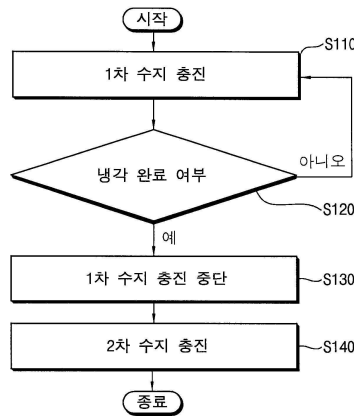 시작
S110
1차 수지 충진
아니오
냉각 완료 여부
S120
예
1차 수지 충진 중단
S130
2차 수지 충진
S140
종료